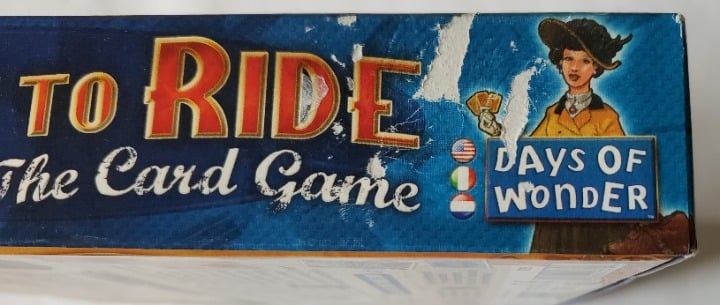 TO RIDE
The Card Game
DAYS OF
WONDER